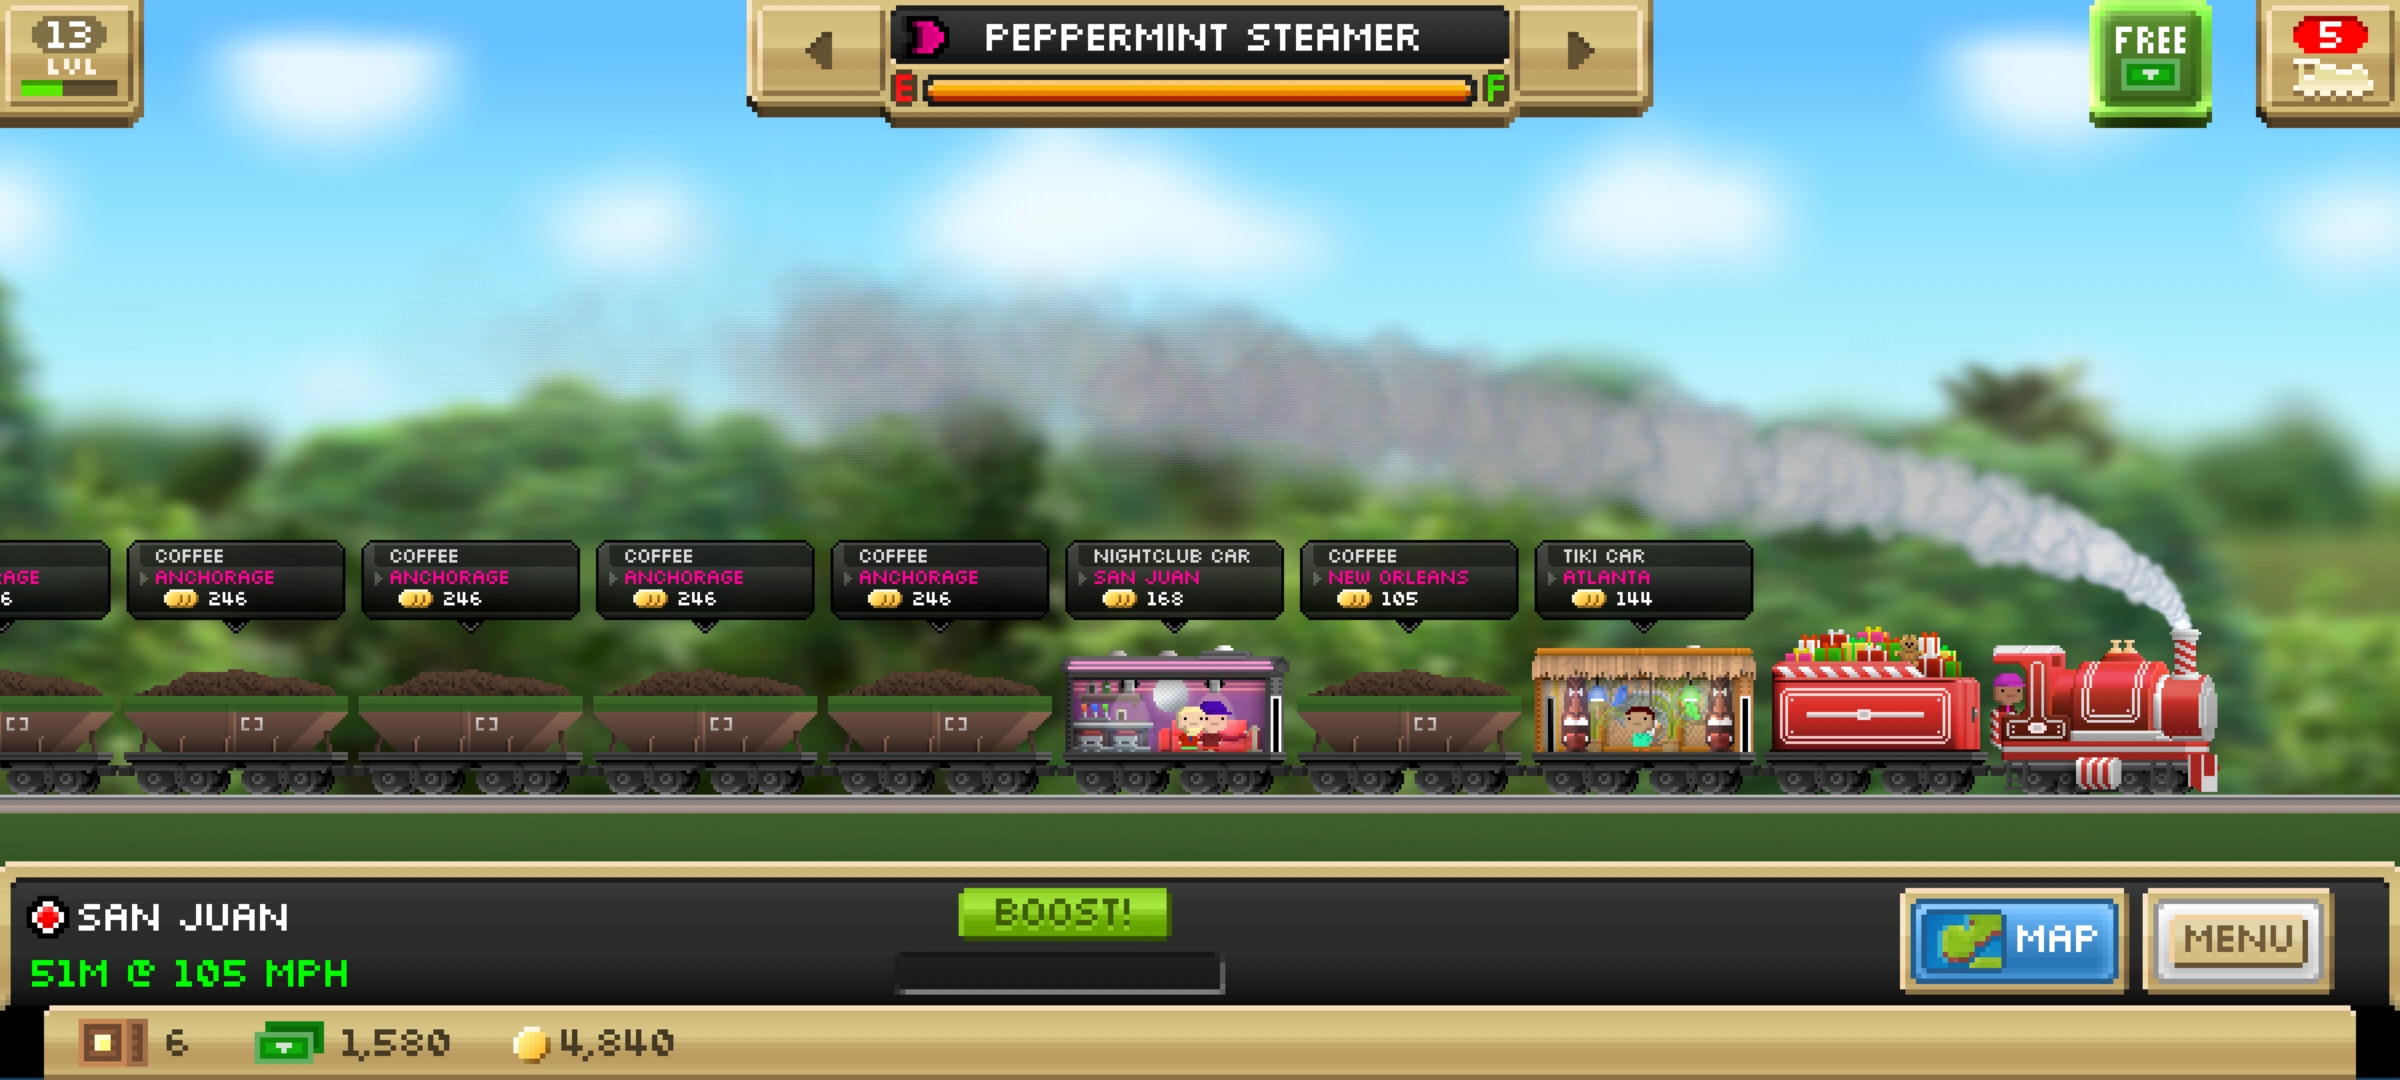 13
LVL
PEPPERMINT STEAMER
E F
FREE
5
AGE
6
COFFEE
ANCHORAGE
246
COFFEE
ANCHORAGE
246
COFFEE
ANCHORAGE
246
COFFEE
ANCHORAGE
246
NIGHTCLUB CAR
SAN JUAN
168
COFFEE
NEW ORLEANS
105
TIKI CAR
ATLANTA
144
SAN JUAN
51M @ 105 MPH
BOOST!
MAP
MENU
6
1,580
4,840